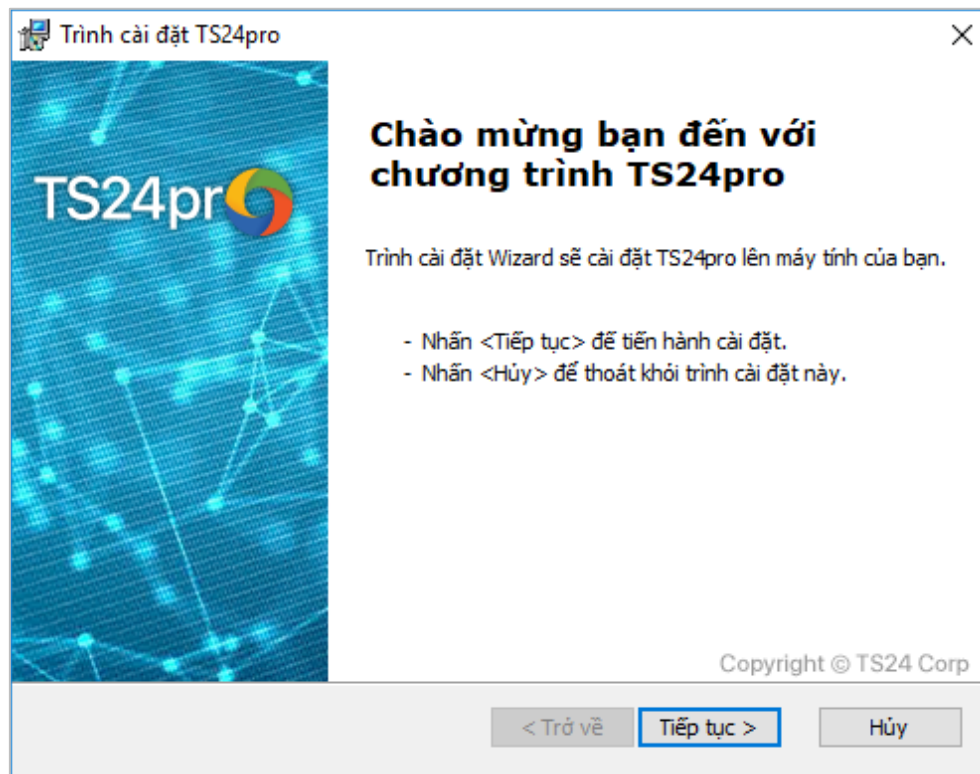 Trình cài đặt TS24pro
TS24pro
Chào mừng bạn đến với
chương trình TS24pro
Trình cài đặt Wizard sẽ cài đặt TS24pro lên máy tính của bạn.
- Nhấn <Tiếp tục> để tiến hành cài đặt.
- Nhấn <Hủy> để thoát khỏi trình cài đặt này.
Copyright © TS24 Corp
< Trở về
Tiếp tục >
Hủy